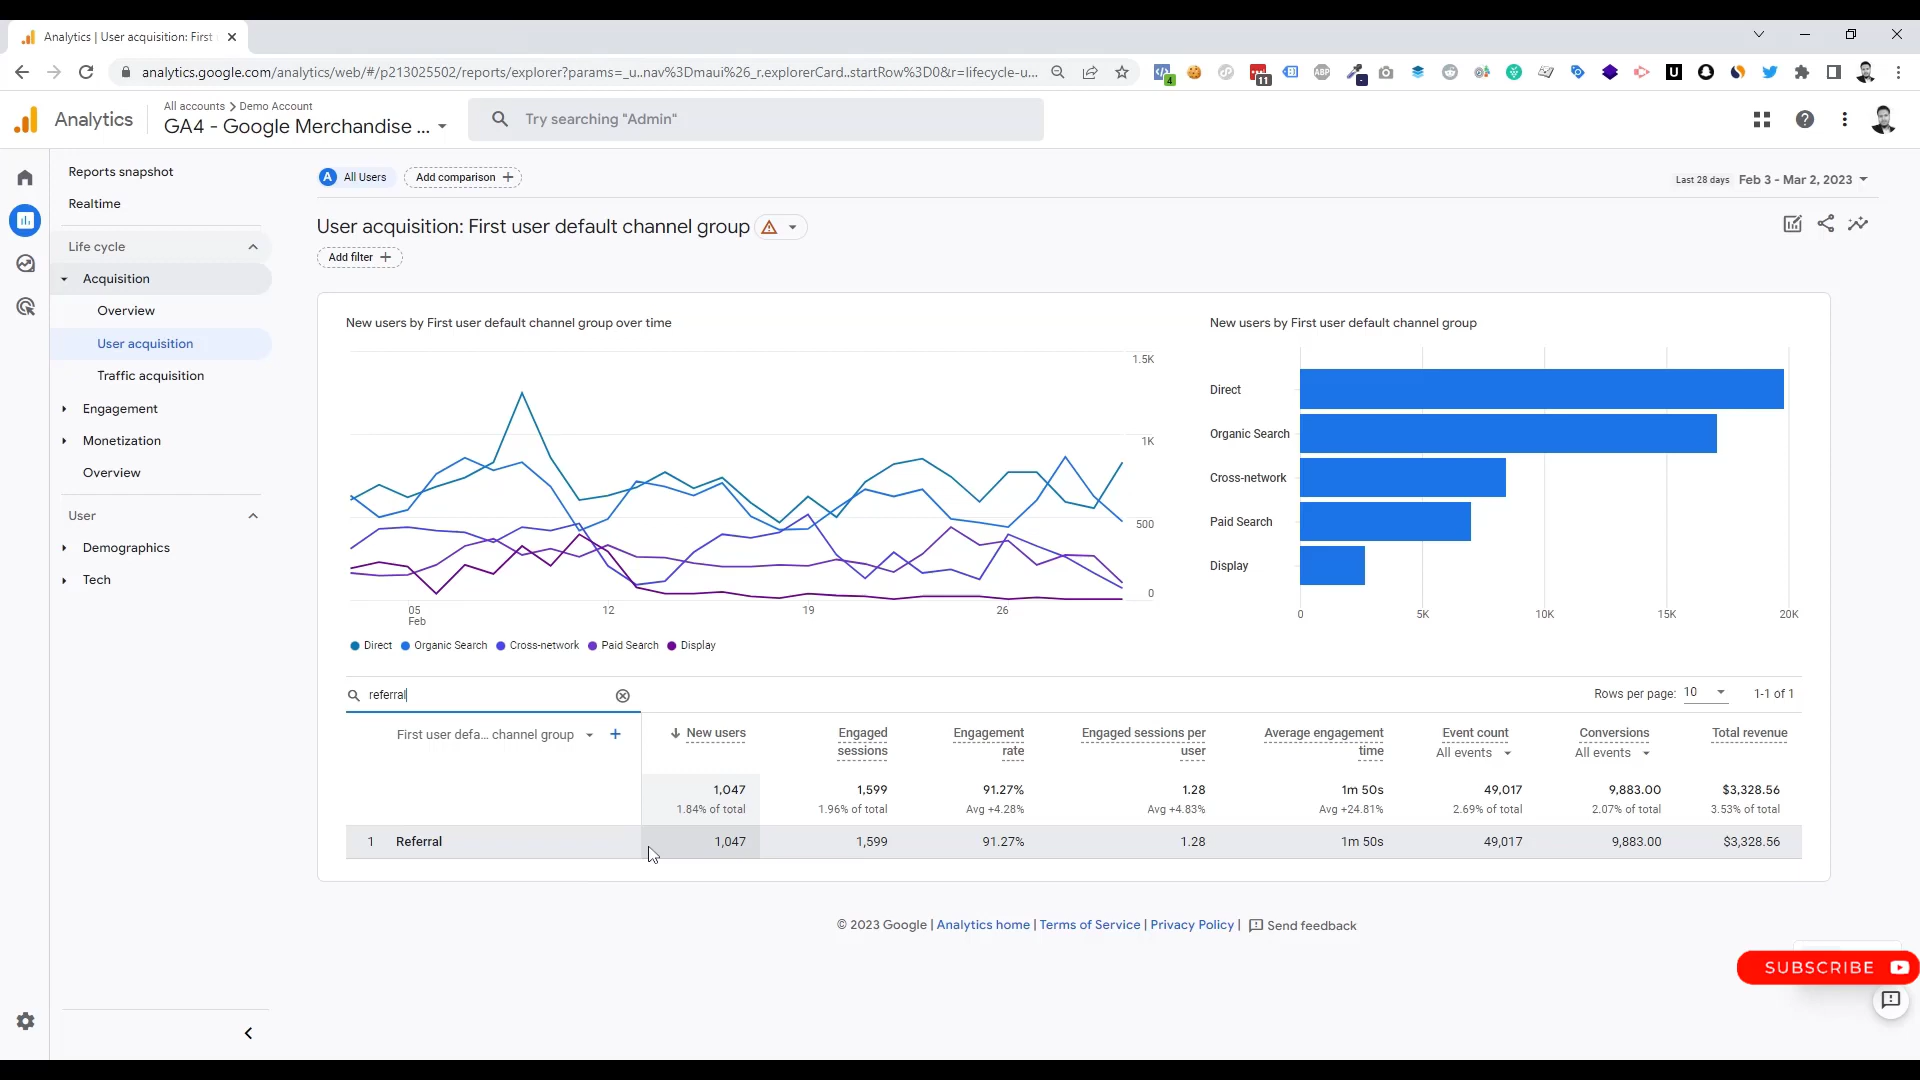 Analytics | User acquisition: First
analytics.google.com/analytics/web/#/p213025502/reports/explorer?params=_u..nav%3Dmaui%26_r.explorerCard..startRow%3D0&r=lifecycle-u...
4
11
ABP
U
Analytics
All accounts > Demo Account
GA4 - Google Merchandise ...
Try searching "Admin"
Reports snapshot
Realtime
Life cycle
Acquisition
Overview
User acquisition
Traffic acquisition
Engagement
Monetization
Overview
User
Demographics
Tech
A All Users
Add comparison +
Last 28 days Feb 3 - Mar 2, 2023
User acquisition: First user default channel group
Add filter +
New users by First user default channel group over time
1.5K
1K
500
0
05
Feb
12
19
26
Direct Organic Search Cross-network Paid Search Display
New users by First user default channel group
Direct
Organic Search
Cross-network
Paid Search
Display
0 5K 10K 15K 20K
referral
Rows per page: 10 1-1 of 1
First user defa... channel group +
New users
Engaged sessions
Engagement rate
Engaged sessions per user
Average engagement time
Event count
All events
Conversions
All events
Total revenue
1,047 1,599 91.27% 1.28 1m 50s 49,017 9,883.00 $3,328.56
1.84% of total 1.96% of total Avg +4.28% Avg +4.83% Avg +24.81% 2.69% of total 2.07% of total 3.53% of total
1 Referral 1,047 1,599 91.27% 1.28 1m 50s 49,017 9,883.00 $3,328.56
© 2023 Google | Analytics home | Terms of Service | Privacy Policy | Send feedback
SUBSCRIBE